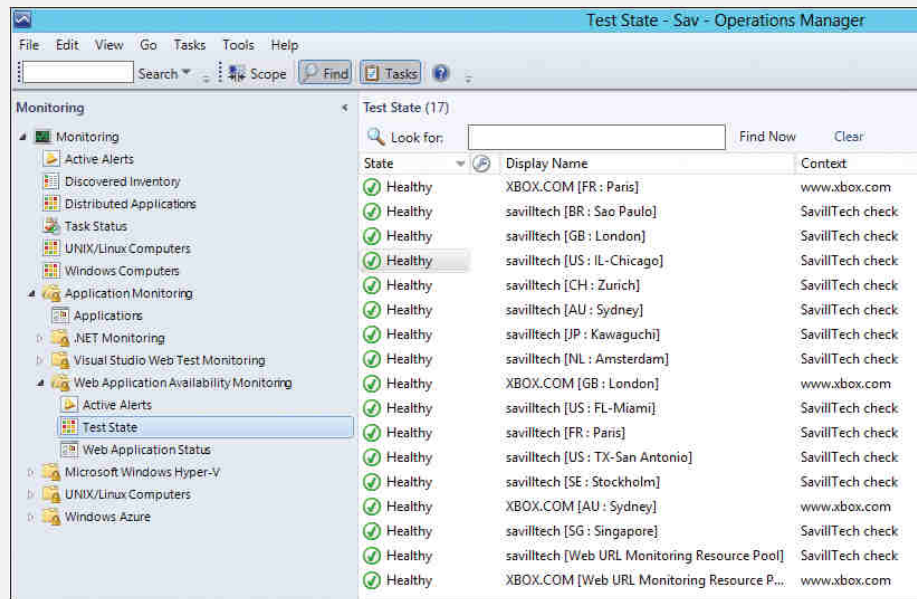 Test State - Sav - Operations Manager
File Edit View Go Tasks Tools Help
Search Scope Find Tasks
Monitoring
Monitoring
Active Alerts
Discovered Inventory
Distributed Applications
Task Status
UNIX/Linux Computers
Windows Computers
Application Monitoring
Applications
.NET Monitoring
Visual Studio Web Test Monitoring
Web Application Availability Monitoring
Active Alerts
Test State
Web Application Status
Microsoft Windows Hyper-V
UNIX/Linux Computers
Windows Azure
Test State (17)
Look for: Find Now Clear
State Display Name Context
Healthy XBOX.COM [FR : Paris] www.xbox.com
Healthy savilltech [BR : Sao Paulo] SavillTech check
Healthy savilltech [GB : London] SavillTech check
Healthy savilltech [US : IL-Chicago] SavillTech check
Healthy savilltech [CH : Zurich] SavillTech check
Healthy savilltech [AU : Sydney] SavillTech check
Healthy savilltech [JP : Kawaguchi] SavillTech check
Healthy savilltech [NL : Amsterdam] SavillTech check
Healthy XBOX.COM [GB : London] www.xbox.com
Healthy savilltech [US : FL-Miami] SavillTech check
Healthy savilltech [FR : Paris] SavillTech check
Healthy savilltech [US : TX-San Antonio] SavillTech check
Healthy savilltech [SE : Stockholm] SavillTech check
Healthy XBOX.COM [AU : Sydney] www.xbox.com
Healthy savilltech [SG : Singapore] SavillTech check
Healthy savilltech [Web URL Monitoring Resource Pool] SavillTech check
Healthy XBOX.COM [Web URL Monitoring Resource P... www.xbox.com